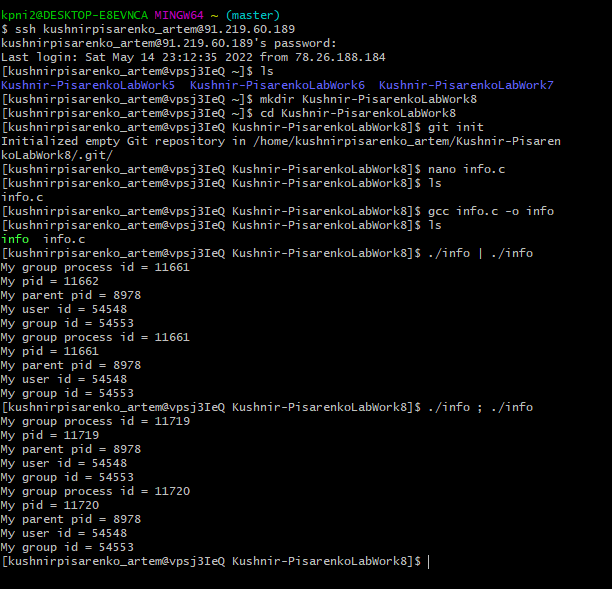 kpni2@DESKTOP-E8EVNCA MINGW64 ~ (master)
$ ssh kushnirpisarenko_artem@91.219.60.189
kushnirpisarenko_artem@91.219.60.189's password:
Last login: Sat May 14 23:12:35 2022 from 78.26.188.184
[kushnirpisarenko_artem@vpsj3IeQ ~]$ ls
Kushnir-PisarenkoLabWork5  Kushnir-PisarenkoLabWork6  Kushnir-PisarenkoLabWork7
[kushnirpisarenko_artem@vpsj3IeQ ~]$ mkdir Kushnir-PisarenkoLabWork8
[kushnirpisarenko_artem@vpsj3IeQ ~]$ cd Kushnir-PisarenkoLabWork8
[kushnirpisarenko_artem@vpsj3IeQ Kushnir-PisarenkoLabWork8]$ git init
Initialized empty Git repository in /home/kushnirpisarenko_artem/Kushnir-Pisaren
koLabWork8/.git/
[kushnirpisarenko_artem@vpsj3IeQ Kushnir-PisarenkoLabWork8]$ nano info.c
[kushnirpisarenko_artem@vpsj3IeQ Kushnir-PisarenkoLabWork8]$ ls
info.c
[kushnirpisarenko_artem@vpsj3IeQ Kushnir-PisarenkoLabWork8]$ gcc info.c -o info
[kushnirpisarenko_artem@vpsj3IeQ Kushnir-PisarenkoLabWork8]$ ls
info  info.c
[kushnirpisarenko_artem@vpsj3IeQ Kushnir-PisarenkoLabWork8]$ ./info | ./info
My group process id = 11661
My pid = 11662
My parent pid = 8978
My user id = 54548
My group id = 54553
My group process id = 11661
My pid = 11661
My parent pid = 8978
My user id = 54548
My group id = 54553
[kushnirpisarenko_artem@vpsj3IeQ Kushnir-PisarenkoLabWork8]$ ./info ; ./info
My group process id = 11719
My pid = 11719
My parent pid = 8978
My user id = 54548
My group id = 54553
My group process id = 11720
My pid = 11720
My parent pid = 8978
My user id = 54548
My group id = 54553
[kushnirpisarenko_artem@vpsj3IeQ Kushnir-PisarenkoLabWork8]$